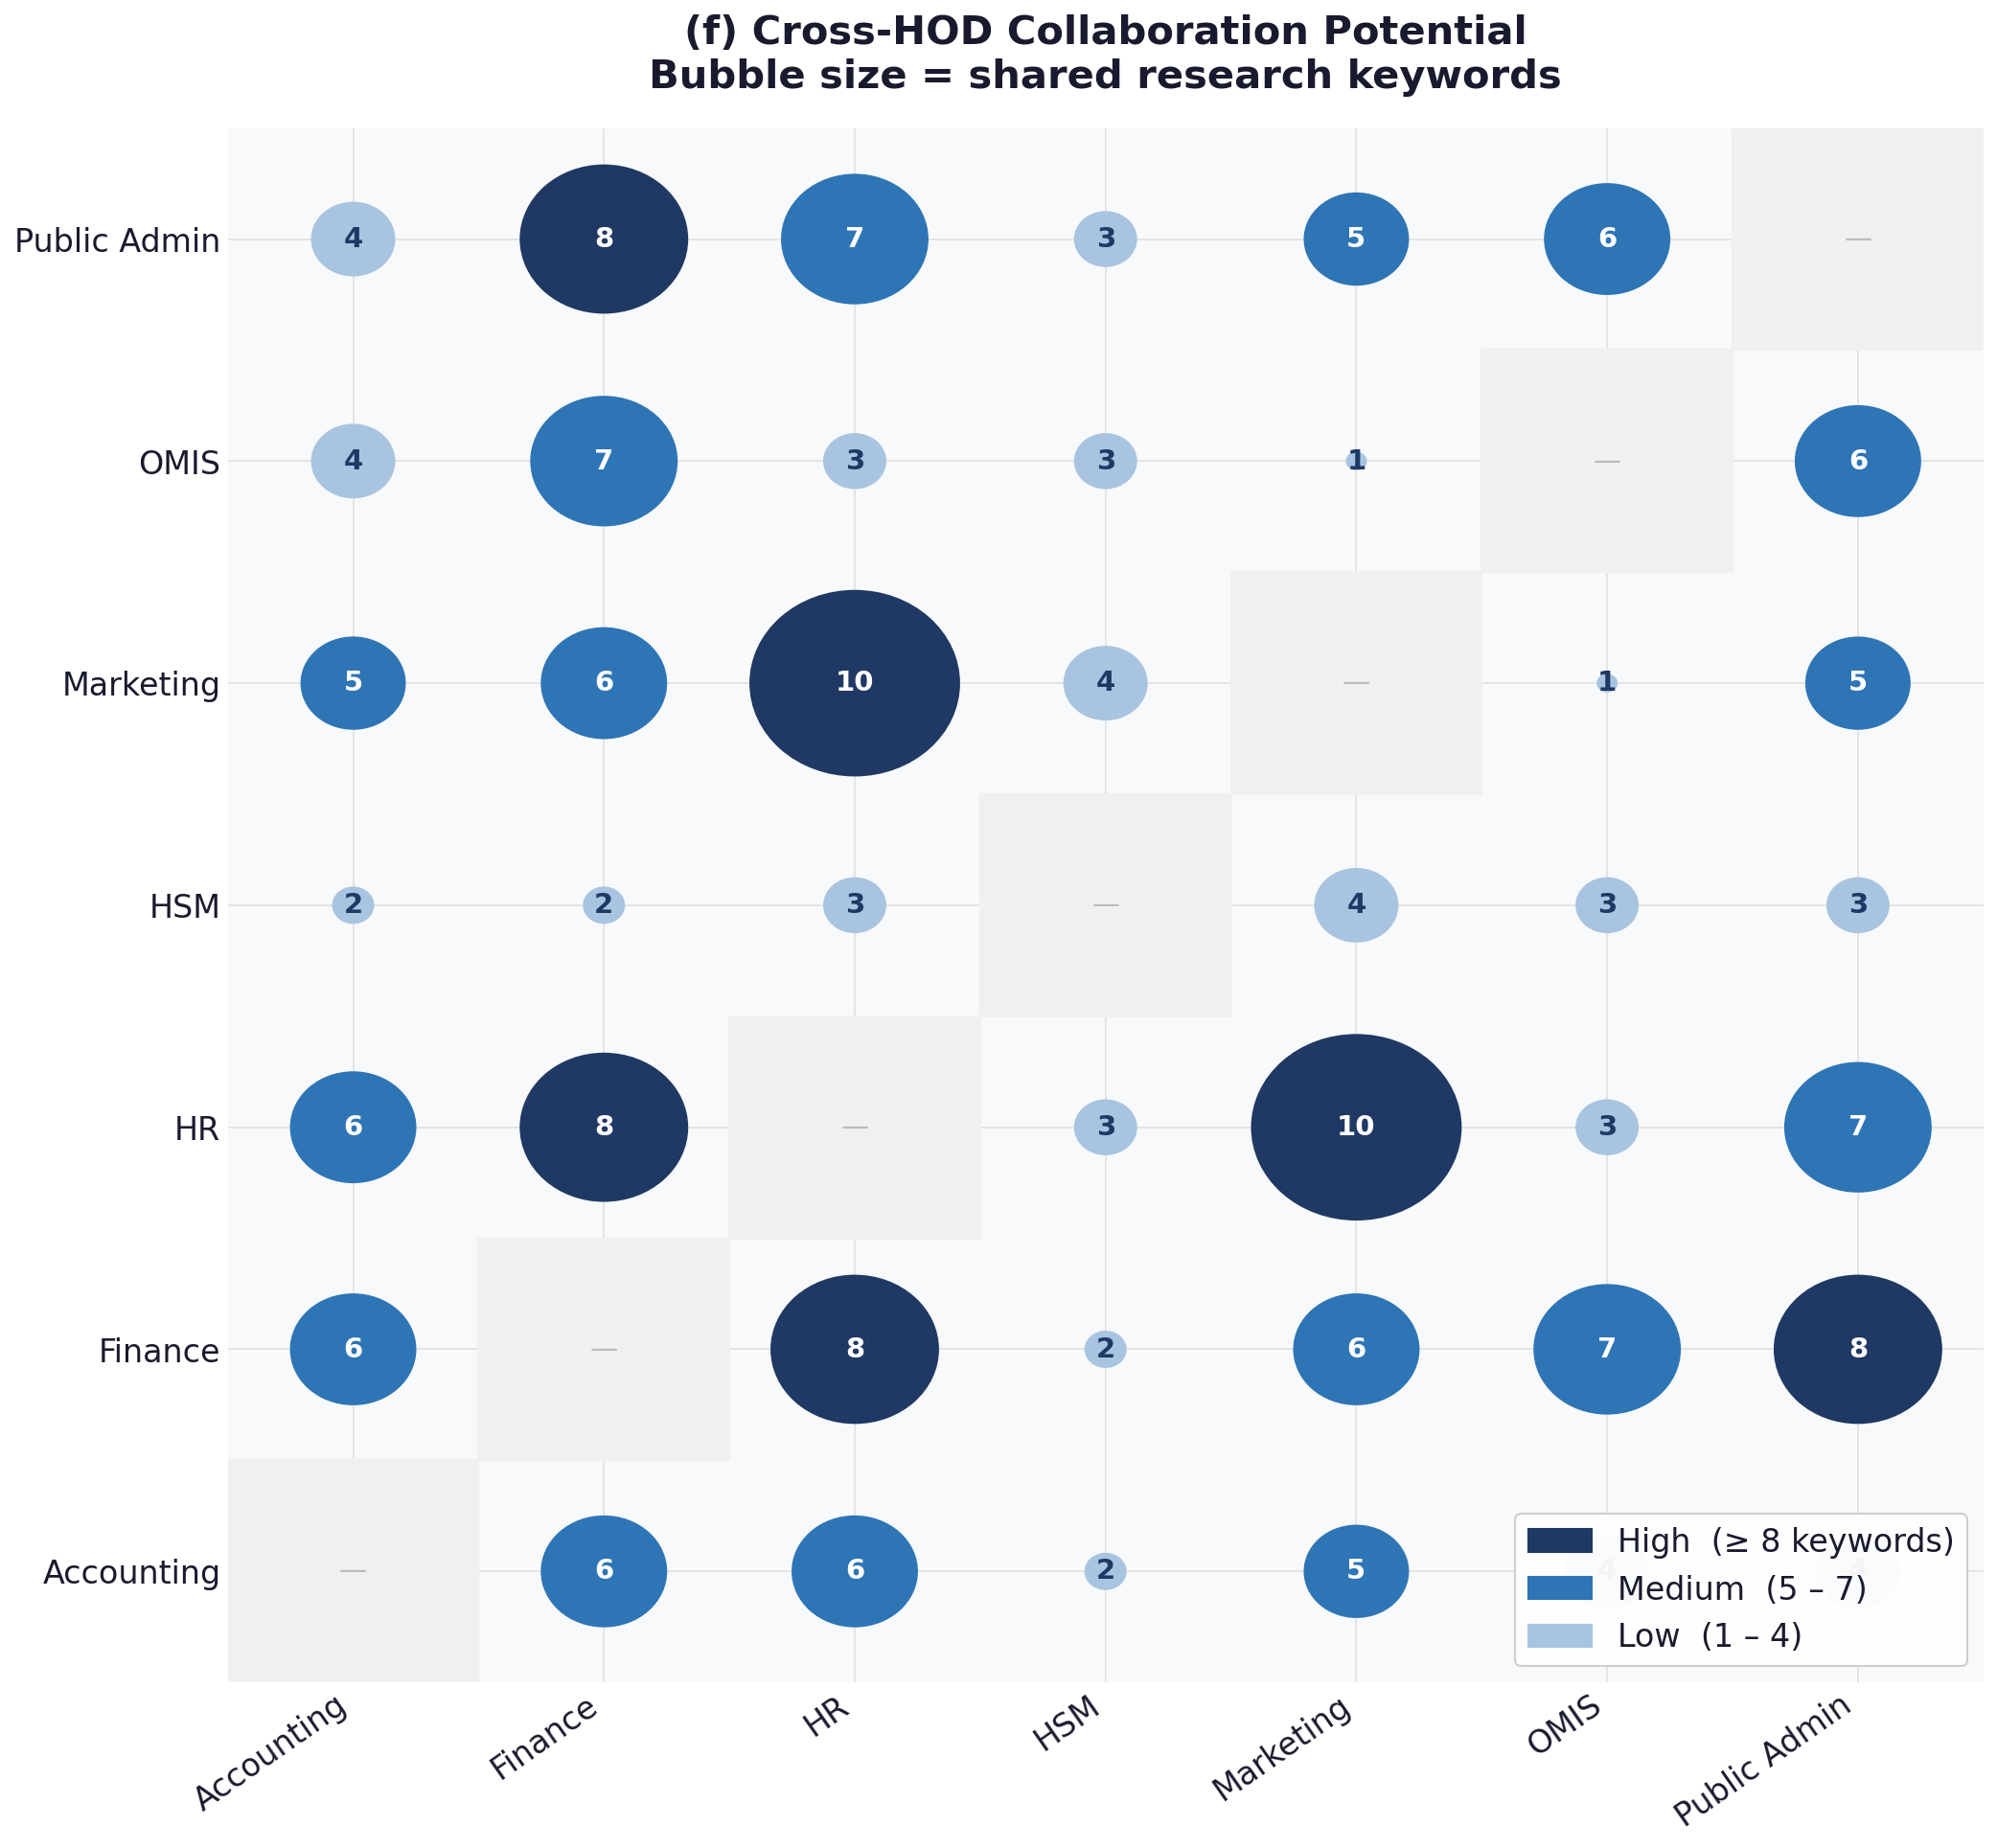 (f) Cross-HOD Collaboration Potential
Bubble size = shared research keywords
Public Admin 4 8 7 3 5 6 —
OMIS 4 7 3 3 1 — 6
Marketing 5 6 10 4 — 1 5
HSM 2 2 3 — 4 3 3
HR 6 8 — 3 10 3 7
Finance 6 — 8 2 6 7 8
Accounting — 6 6 2 5 4 4
High (≥ 8 keywords)
Medium (5 – 7)
Low (1 – 4)
Accounting Finance HR HSM Marketing OMIS Public Admin